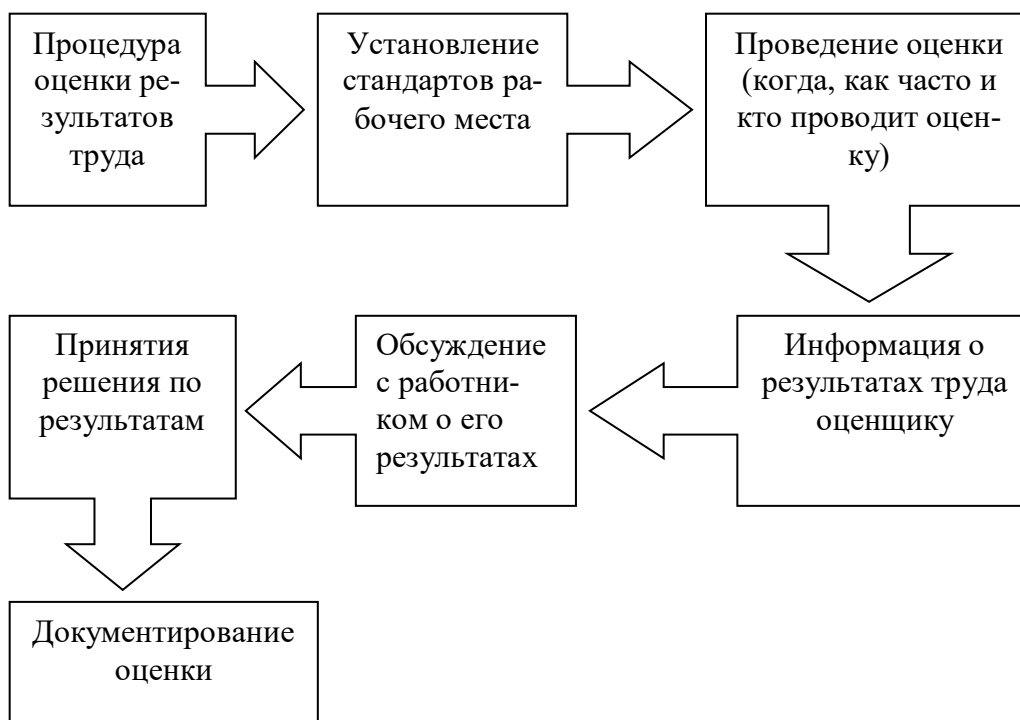 Процедура
оценки ре-
зультатов
труда
Установление
стандартов ра-
бочего места
Проведение оценки
(когда, как часто и
кто проводит оцен-
ку)
Информация о
результатах труда
оценщику
Обсуждение
с работни-
ком о его
результатах
Принятия
решения по
результатам
Документирование
оценки